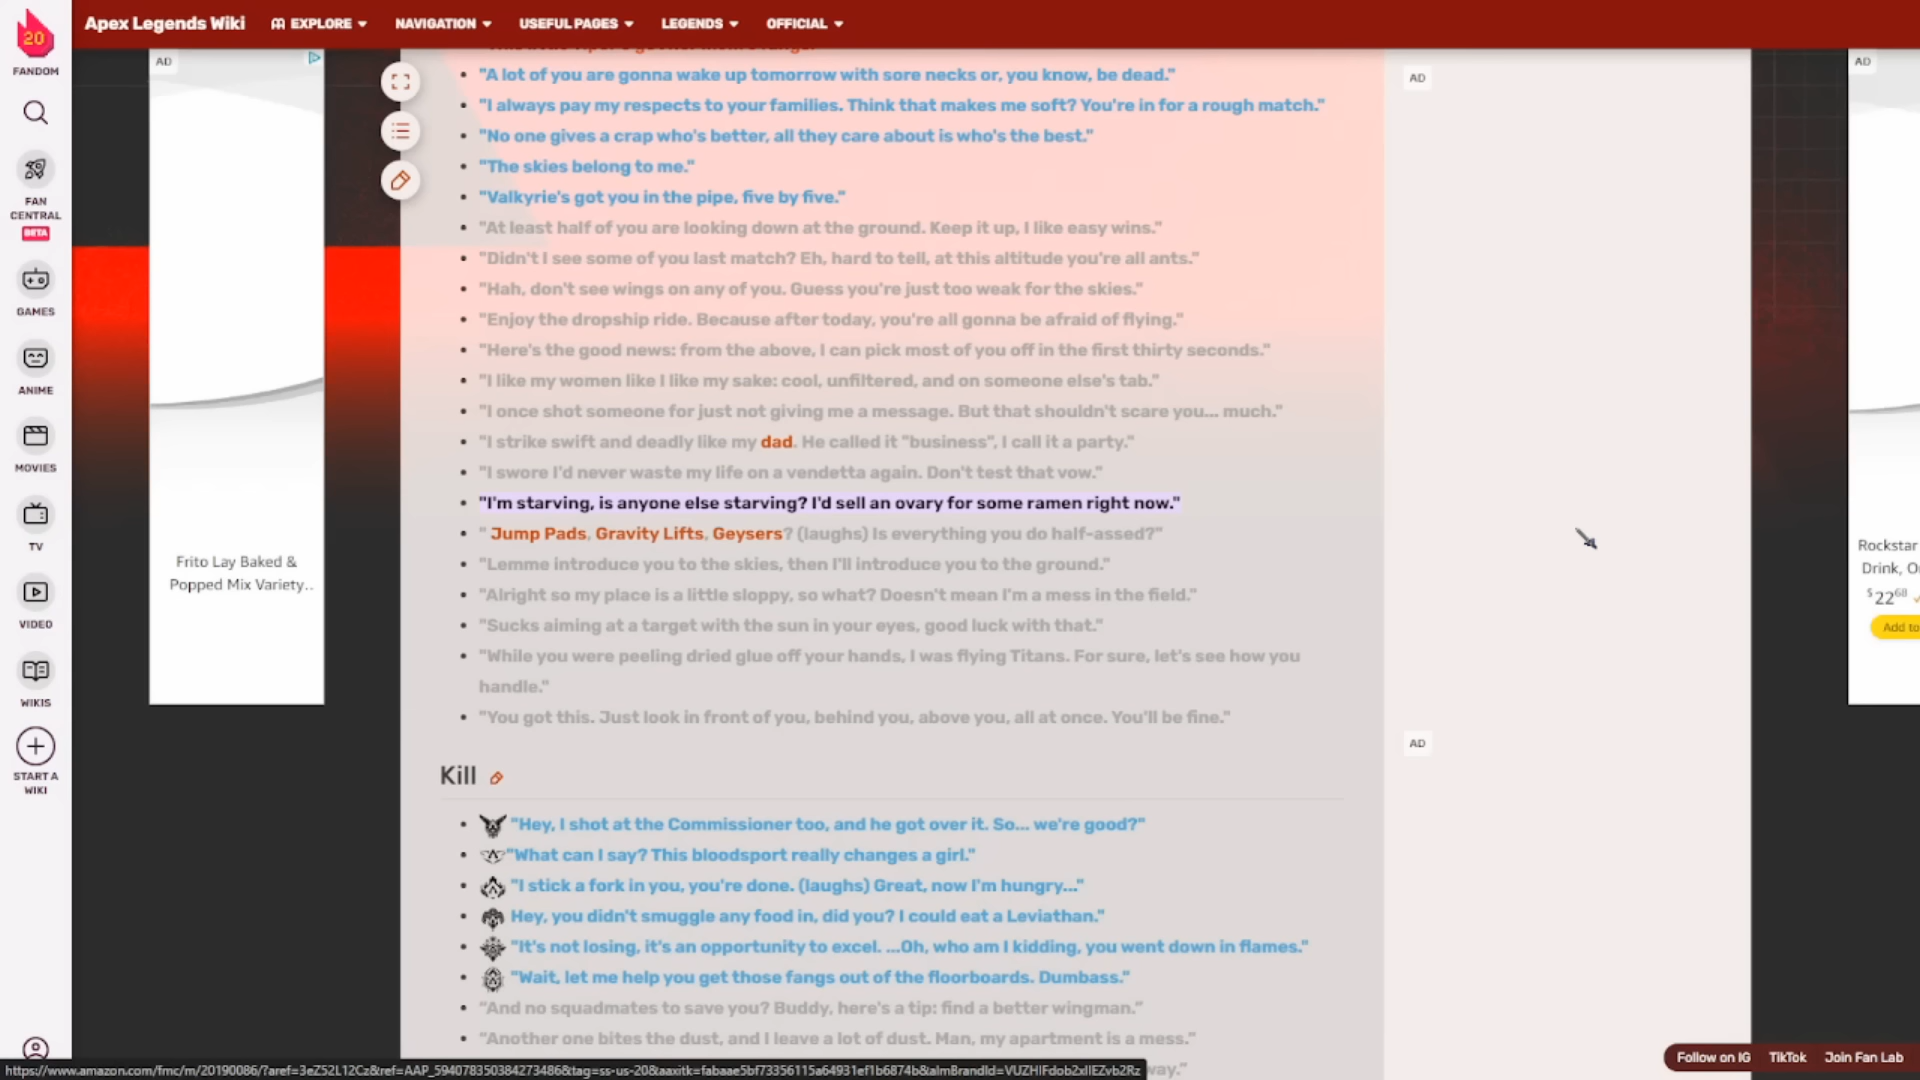 Apex Legends Wiki
EXPLORE
NAVIGATION
USEFUL PAGES
LEGENDS
OFFICIAL
20
FANDOM
FAN CENTRAL
BETA
GAMES
ANIME
MOVIES
TV
VIDEO
WIKIS
START A WIKI
AD
Frito Lay Baked &
Popped Mix Variety..
"A lot of you are gonna wake up tomorrow with sore necks or, you know, be dead."
"I always pay my respects to your families. Think that makes me soft? You're in for a rough match."
"No one gives a crap who's better, all they care about is who's the best."
"The skies belong to me."
"Valkyrie's got you in the pipe, five by five."
"At least half of you are looking down at the ground. Keep it up, I like easy wins."
"Didn't I see some of you last match? Eh, hard to tell, at this altitude you're all ants."
"Hah, don't see wings on any of you. Guess you're just too weak for the skies."
"Enjoy the dropship ride. Because after today, you're all gonna be afraid of flying."
"Here's the good news: from the above, I can pick most of you off in the first thirty seconds."
"I like my women like I like my sake: cool, unfiltered, and on someone else's tab."
"I once shot someone for just not giving me a message. But that shouldn't scare you... much."
"I strike swift and deadly like my dad. He called it "business", I call it a party."
"I swore I'd never waste my life on a vendetta again. Don't test that vow."
"I'm starving, is anyone else starving? I'd sell an ovary for some ramen right now."
" Jump Pads, Gravity Lifts, Geysers? (laughs) Is everything you do half-assed?"
"Lemme introduce you to the skies, then I'll introduce you to the ground."
"Alright so my place is a little sloppy, so what? Doesn't mean I'm a mess in the field."
"Sucks aiming at a target with the sun in your eyes, good luck with that."
"While you were peeling dried glue off your hands, I was flying Titans. For sure, let's see how you
handle."
"You got this. Just look in front of you, behind you, above you, all at once. You'll be fine."
Kill
"Hey, I shot at the Commissioner too, and he got over it. So... we're good?"
"What can I say? This bloodsport really changes a girl."
"I stick a fork in you, you're done. (laughs) Great, now I'm hungry..."
Hey, you didn't smuggle any food in, did you? I could eat a Leviathan."
"It's not losing, it's an opportunity to excel. ...Oh, who am I kidding, you went down in flames."
"Wait, let me help you get those fangs out of the floorboards. Dumbass."
"And no squadmates to save you? Buddy, here's a tip: find a better wingman."
"Another one bites the dust, and I leave a lot of dust. Man, my apartment is a mess."
way."
AD
AD
AD
Rockstar
Drink, O
$22 68
Add to
Follow on IG
TikTok
Join Fan Lab